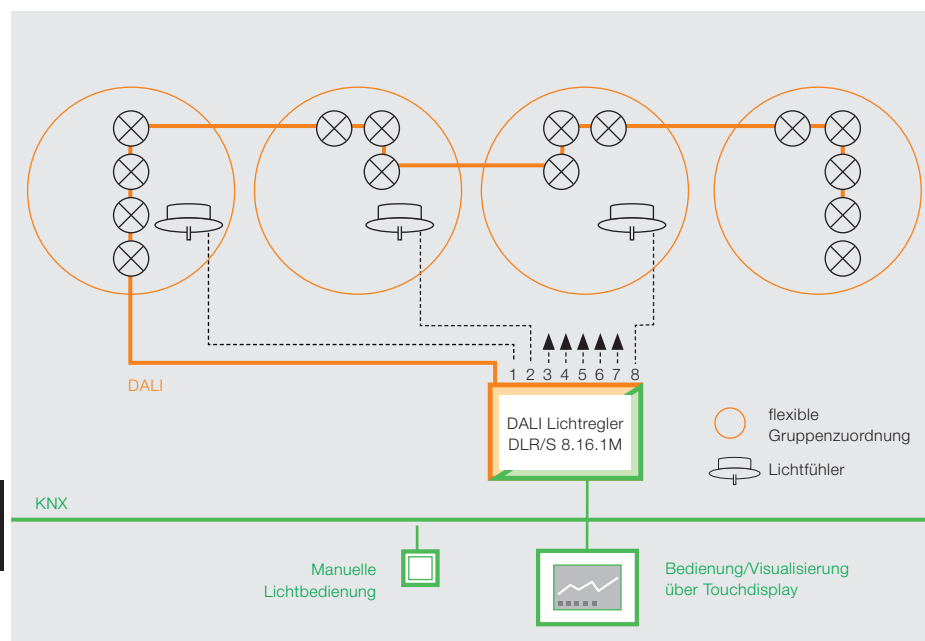 1 2 3 4 5 6 7 8
DALI
DALI Lichtregler
DLR/S 8.16.1M
flexible
Gruppenzuordnung
Lichtfühler
KNX
Manuelle
Lichtbedienung
Bedienung/Visualisierung
über Touchdisplay